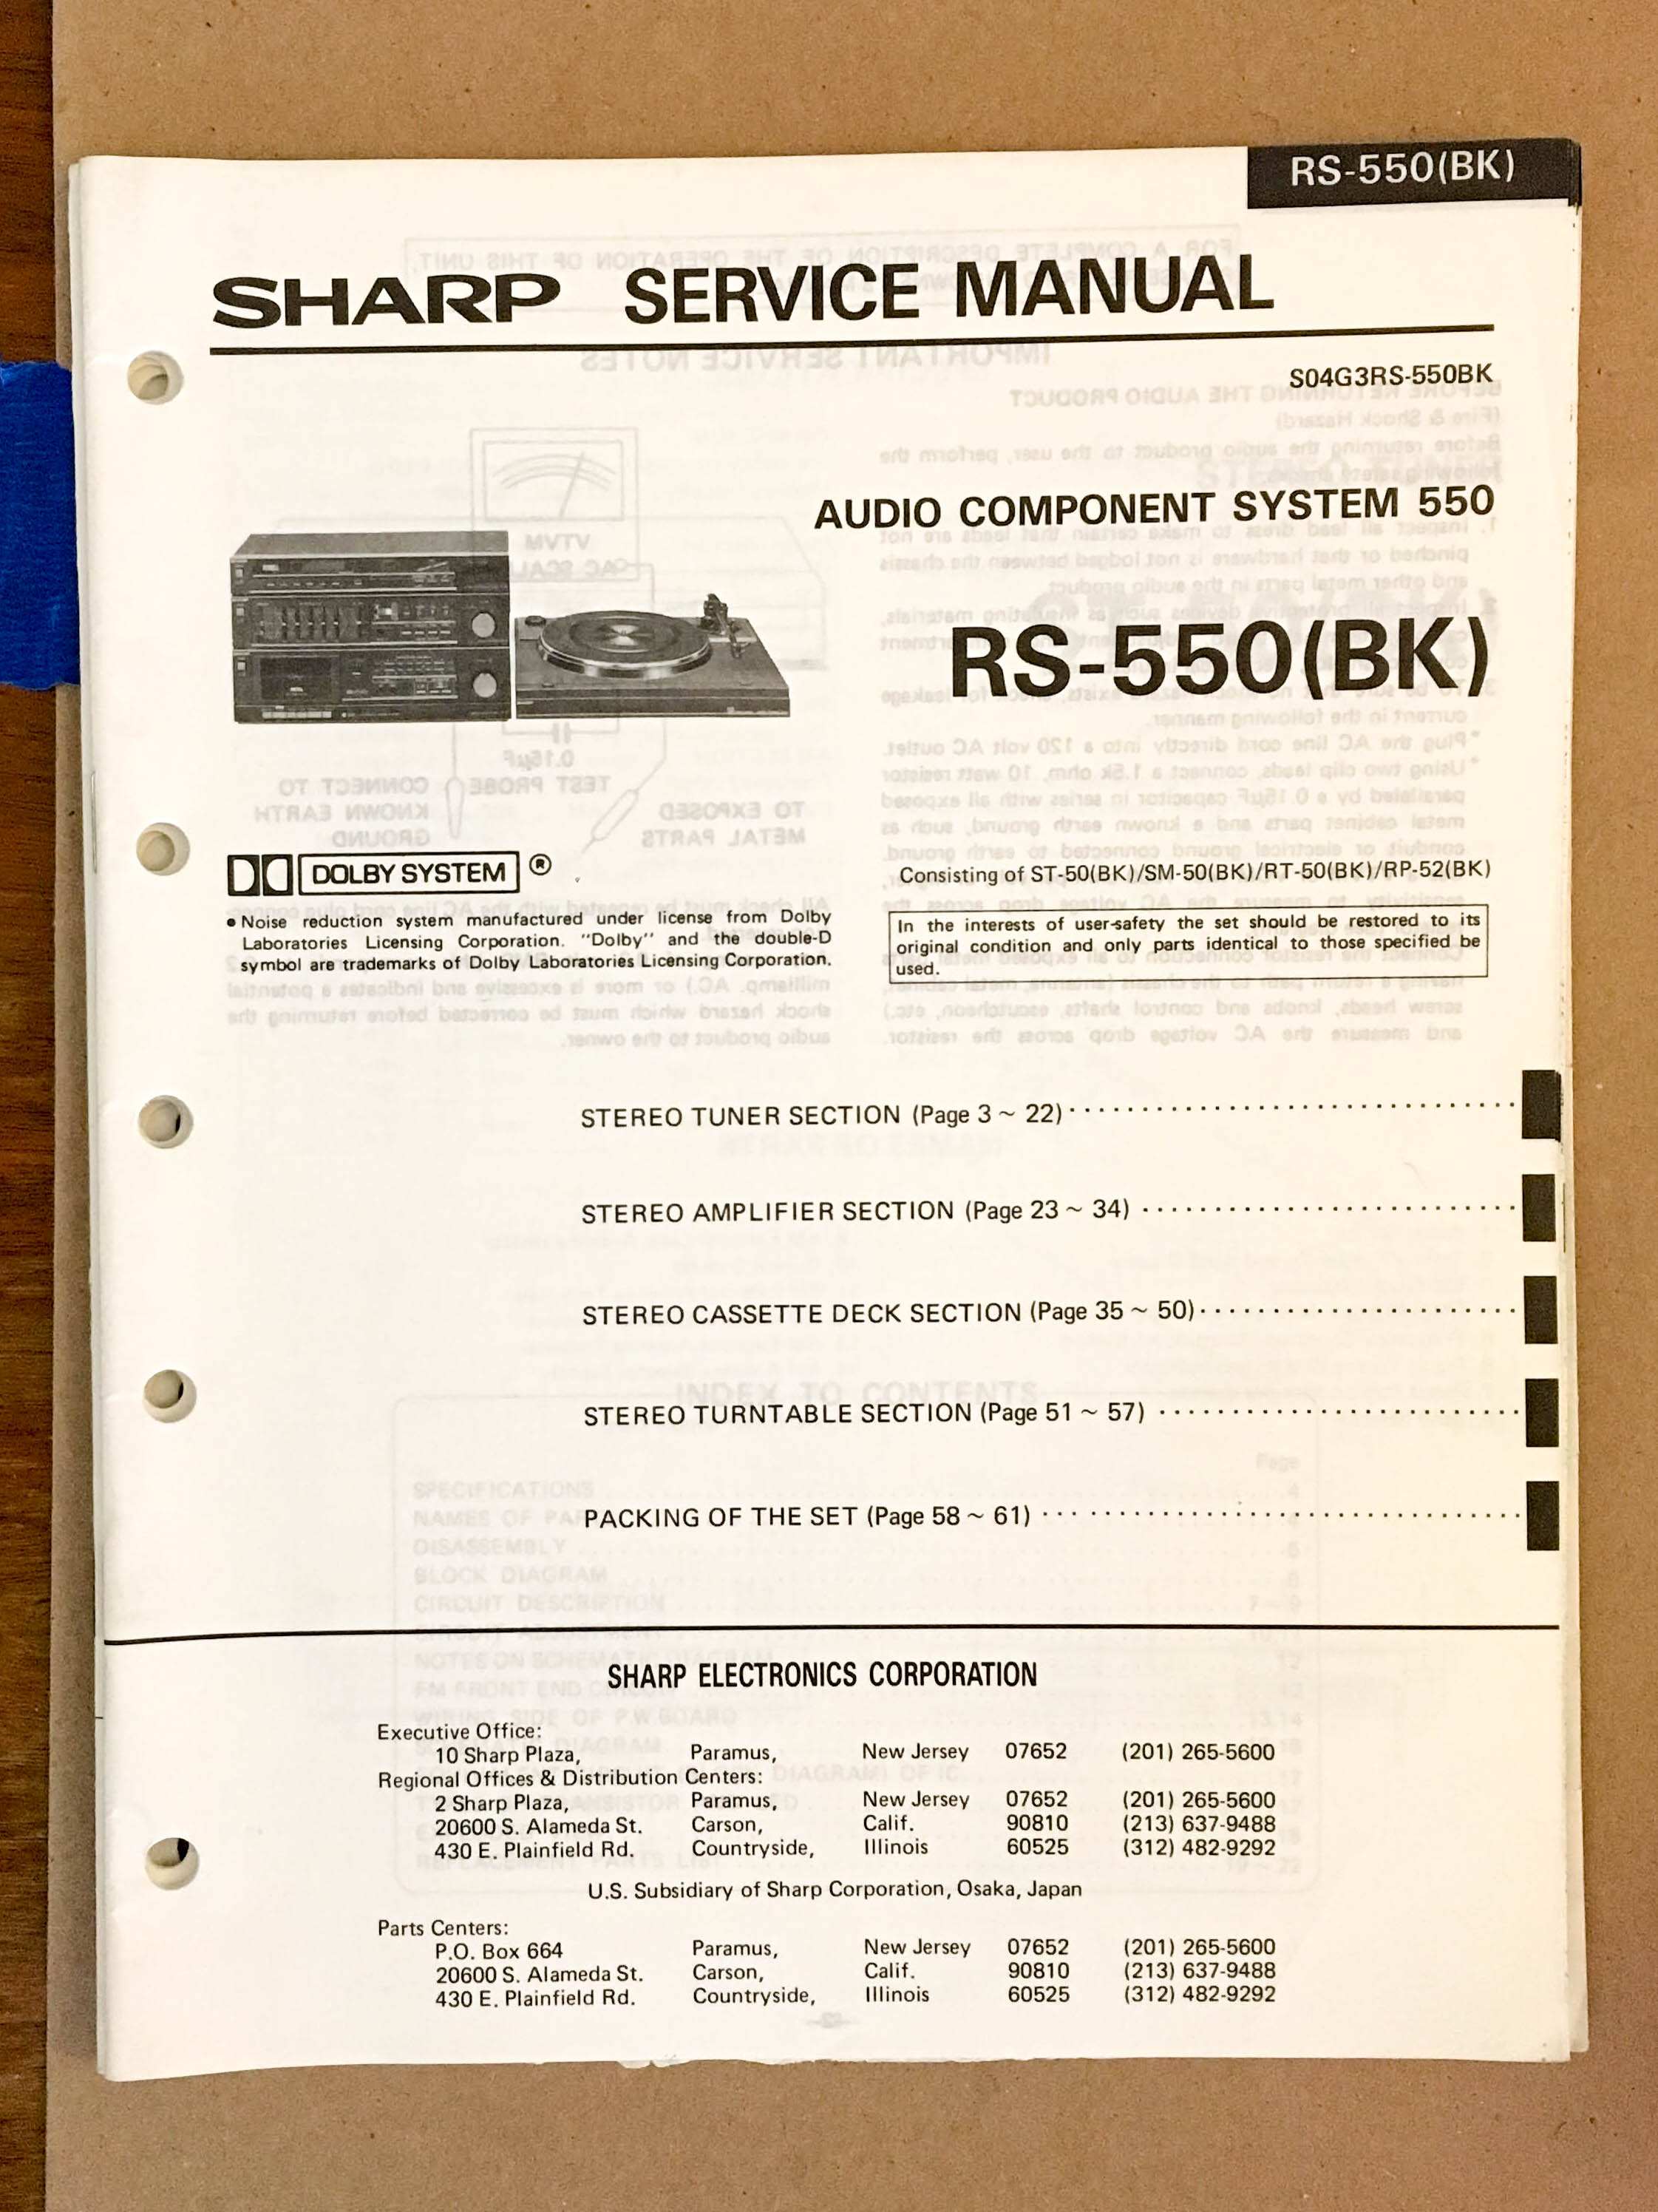 RS-550(BK)
SHARP SERVICE MANUAL
S04G3RS-550BK
AUDIO COMPONENT SYSTEM 550
RS-550(BK)
DOLBY SYSTEM ®
• Noise reduction system manufactured under license from Dolby
Laboratories Licensing Corporation. "Dolby" and the double-D
symbol are trademarks of Dolby Laboratories Licensing Corporation.
Consisting of ST-50(BK)/SM-50(BK)/RT-50(BK)/RP-52(BK)
In the interests of user-safety the set should be restored to its
original condition and only parts identical to those specified be
used.
STEREO TUNER SECTION (Page 3 ~ 22)
STEREO AMPLIFIER SECTION (Page 23 ~ 34)
STEREO CASSETTE DECK SECTION (Page 35 ~ 50)
STEREO TURNTABLE SECTION (Page 51 ~ 57)
PACKING OF THE SET (Page 58 ~ 61)
SHARP ELECTRONICS CORPORATION
Executive Office:
10 Sharp Plaza, Paramus, New Jersey 07652 (201) 265-5600
Regional Offices & Distribution Centers:
2 Sharp Plaza, Paramus, New Jersey 07652 (201) 265-5600
20600 S. Alameda St. Carson, Calif. 90810 (213) 637-9488
430 E. Plainfield Rd. Countryside, Illinois 60525 (312) 482-9292
U.S. Subsidiary of Sharp Corporation, Osaka, Japan
Parts Centers:
P.O. Box 664 Paramus, New Jersey 07652 (201) 265-5600
20600 S. Alameda St. Carson, Calif. 90810 (213) 637-9488
430 E. Plainfield Rd. Countryside, Illinois 60525 (312) 482-9292